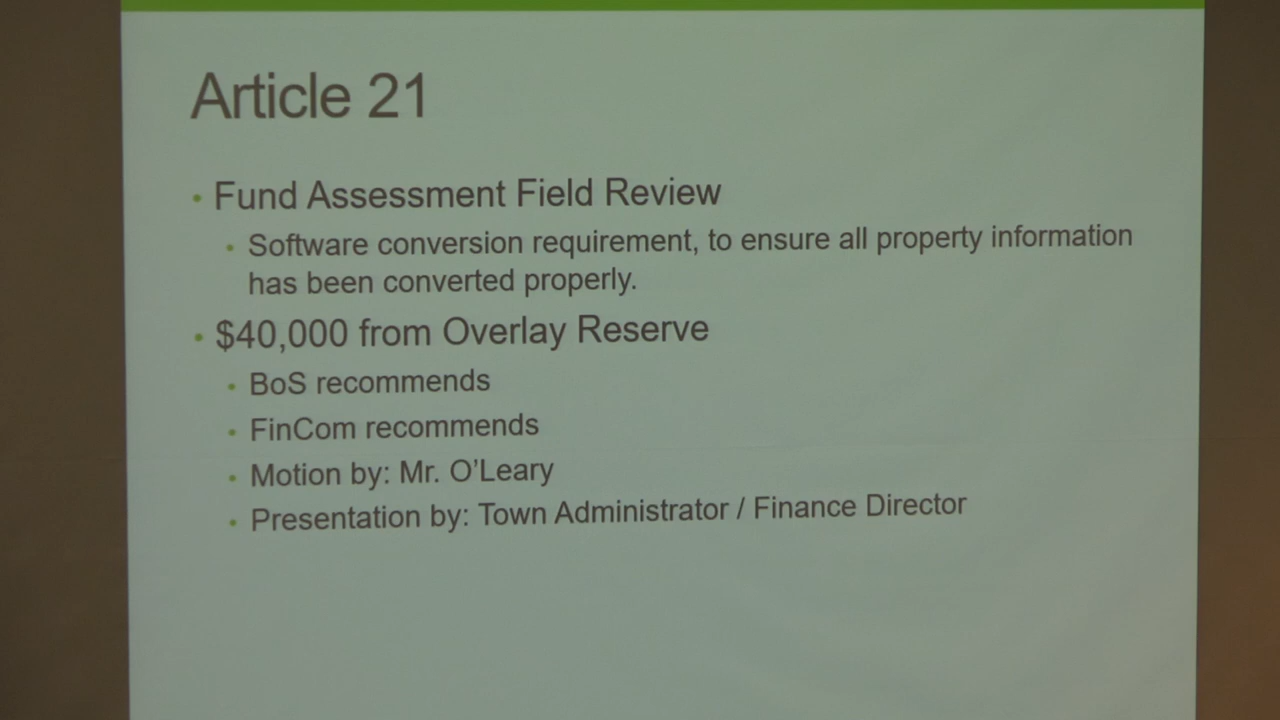 Article 21
• Fund Assessment Field Review
• Software conversion requirement, to ensure all property information
has been converted properly.
• $40,000 from Overlay Reserve
• BoS recommends
• FinCom recommends
• Motion by: Mr. O'Leary
• Presentation by: Town Administrator / Finance Director